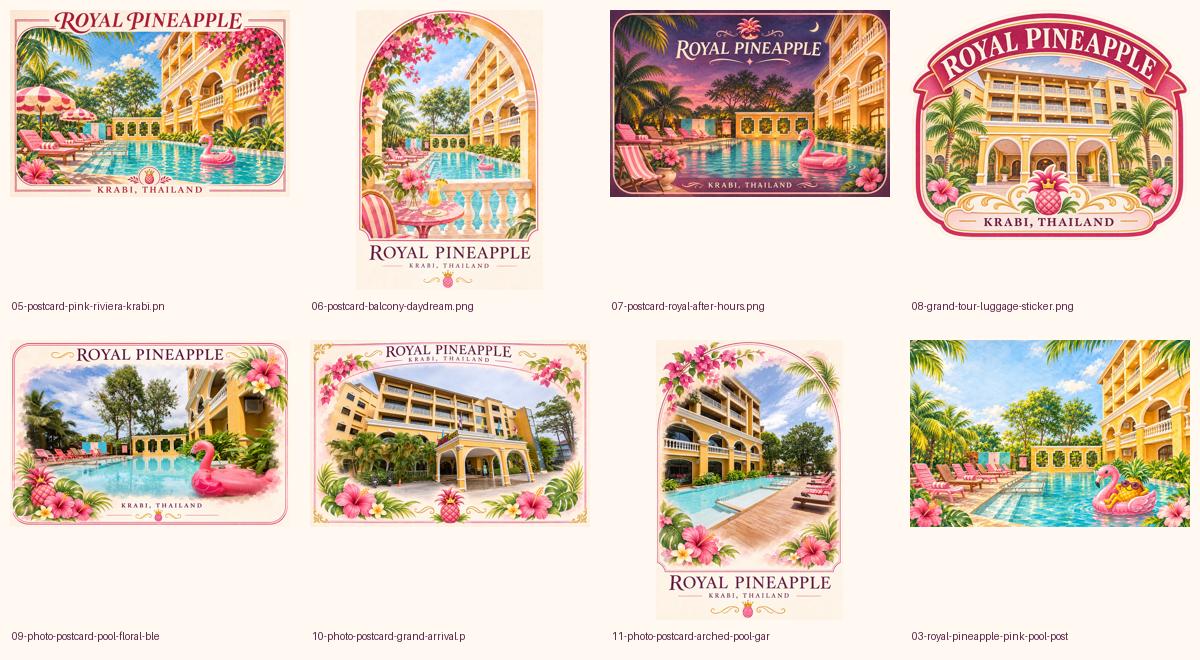 ROYAL PINEAPPLE
KRABI, THAILAND
05-postcard-pink-riviera-krabi.pn
ROYAL PINEAPPLE
KRABI, THAILAND
06-postcard-balcony-daydream.png
ROYAL PINEAPPLE
KRABI, THAILAND
07-postcard-royal-after-hours.png
ROYAL PINEAPPLE
KRABI, THAILAND
08-grand-tour-luggage-sticker.png
ROYAL PINEAPPLE
KRABI, THAILAND
09-photo-postcard-pool-floral-ble
ROYAL PINEAPPLE
KRABI, THAILAND
10-photo-postcard-grand-arrival.p
ROYAL PINEAPPLE
KRABI, THAILAND
11-photo-postcard-arched-pool-gar
03-royal-pineapple-pink-pool-post